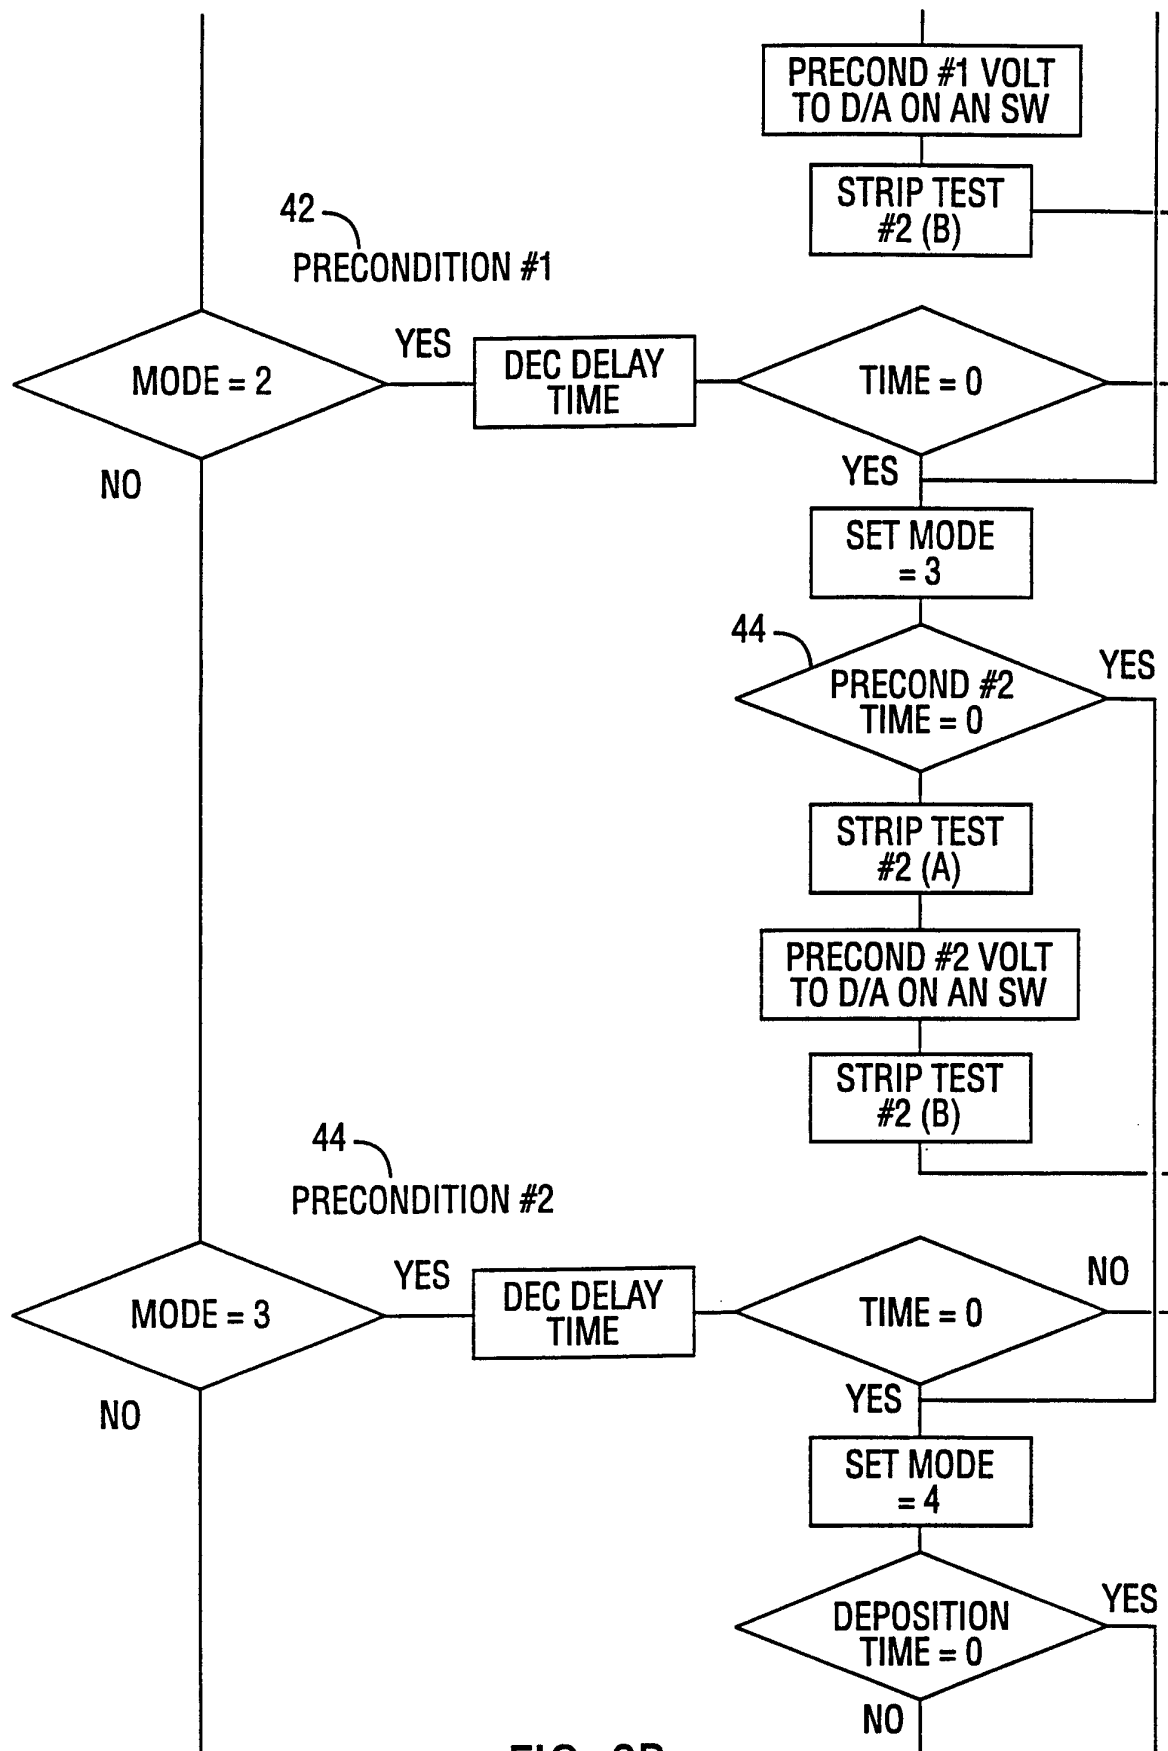 PRECOND #1 VOLT
TO D/A ON AN SW
STRIP TEST
#2 (B)
42
PRECONDITION #1
MODE = 2
YES
DEC DELAY
TIME
TIME = 0
NO
YES
SET MODE
= 3
44
PRECOND #2
TIME = 0
YES
STRIP TEST
#2 (A)
PRECOND #2 VOLT
TO D/A ON AN SW
STRIP TEST
#2 (B)
44
PRECONDITION #2
MODE = 3
YES
DEC DELAY
TIME
TIME = 0
NO
NO
YES
SET MODE
= 4
DEPOSITION
TIME = 0
YES
NO